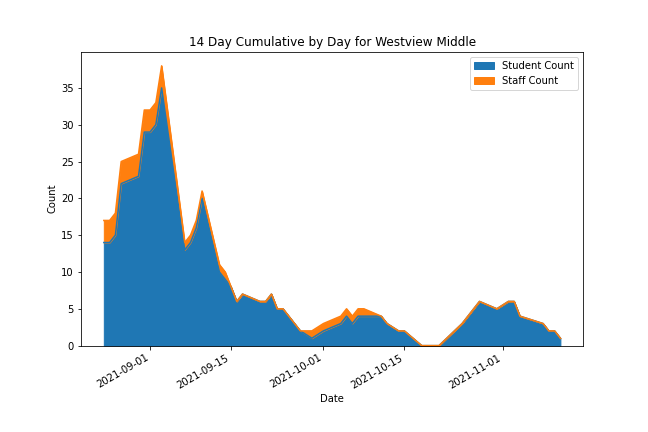 14 Day Cumulative by Day for Westview Middle
Student Count
Staff Count
Count
35
30
25
20
15
10
5
0
2021-09-01
2021-09-15
2021-10-01
2021-10-15
2021-11-01
Date